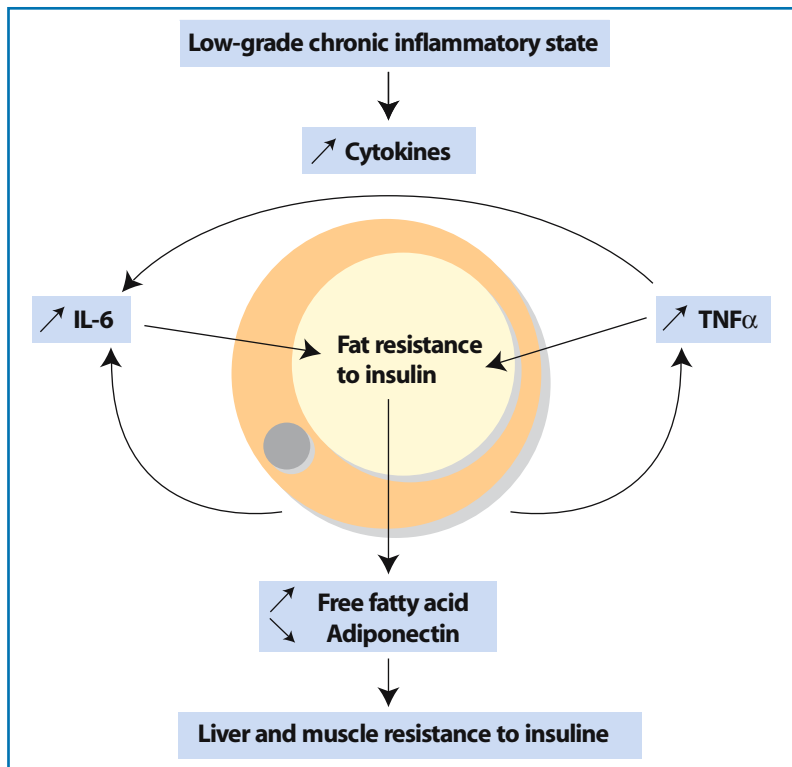 Low-grade chronic inflammatory state
↗ Cytokines
↗ IL-6
↗ TNFα
Fat resistance
to insulin
↗ Free fatty acid
↘ Adiponectin
Liver and muscle resistance to insuline